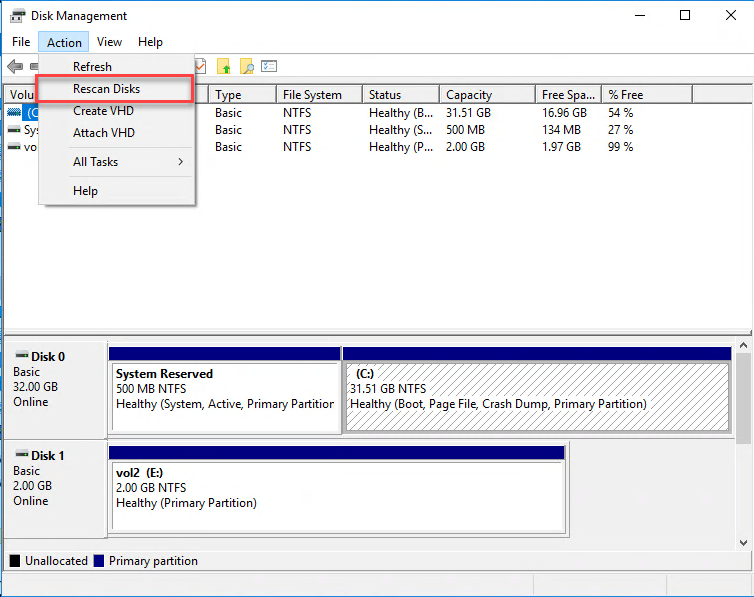 Disk Management
File Action View Help
Refresh
Rescan Disks
Create VHD
Attach VHD
All Tasks
Help
Volu Type File System Status Capacity Free Spa... % Free
(C Basic NTFS Healthy (B... 31.51 GB 16.96 GB 54 %
Sy Basic NTFS Healthy (S... 500 MB 134 MB 27 %
vo Basic NTFS Healthy (P... 2.00 GB 1.97 GB 99 %
Disk 0
Basic
32.00 GB
Online
System Reserved
500 MB NTFS
Healthy (System, Active, Primary Partition
(C:)
31.51 GB NTFS
Healthy (Boot, Page File, Crash Dump, Primary Partition)
Disk 1
Basic
2.00 GB
Online
vol2 (E:)
2.00 GB NTFS
Healthy (Primary Partition)
Unallocated Primary partition